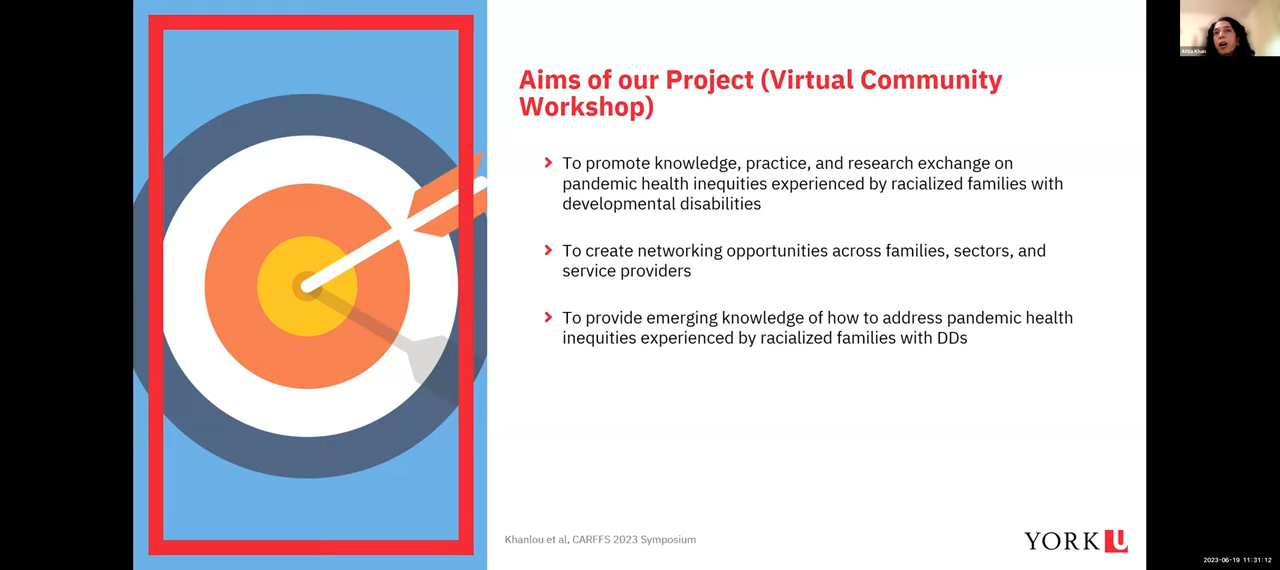 Aims of our Project (Virtual Community
Workshop)
To promote knowledge, practice, and research exchange on
pandemic health inequities experienced by racialized families with
developmental disabilities
To create networking opportunities across families, sectors, and
service providers
To provide emerging knowledge of how to address pandemic health
inequities experienced by racialized families with DDs
Khanlou et al, CARFFS 2023 Symposium
YORK U
Attia Khan
2023-06-19 11:31:12